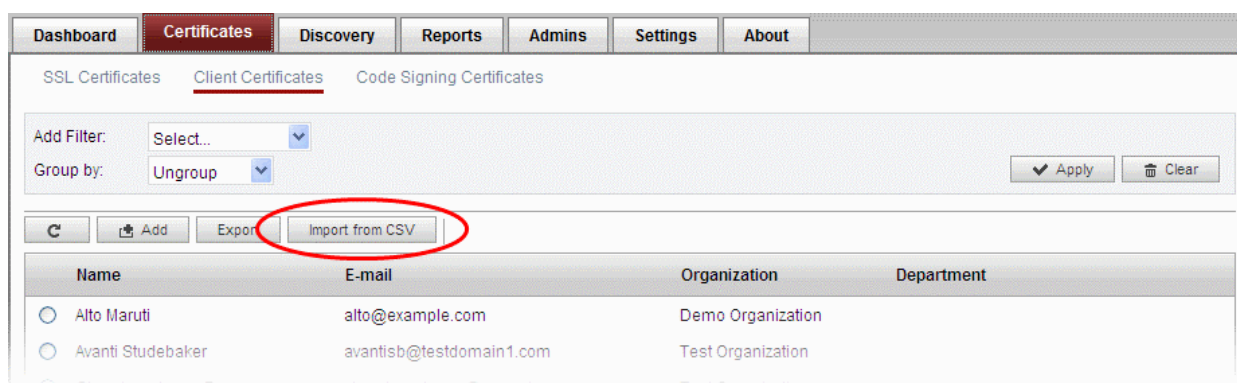 Dashboard Certificates Discovery Reports Admins Settings About
SSL Certificates Client Certificates Code Signing Certificates
Add Filter: Select...
Group by: Ungroup Apply Clear
Add Export Import from CSV
Name E-mail Organization Department
Alto Maruti alto@example.com Demo Organization
Avanti Studebaker avantisb@testdomain1.com Test Organization